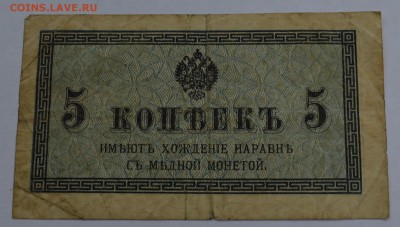 COINS.LAVE.RU
5 КОПѢЕКЪ 5
ИМѢЮТЪ ХОЖДЕНІЕ НАРАВНѢ
СЪ МѢДНОЙ МОНЕТОЙ.